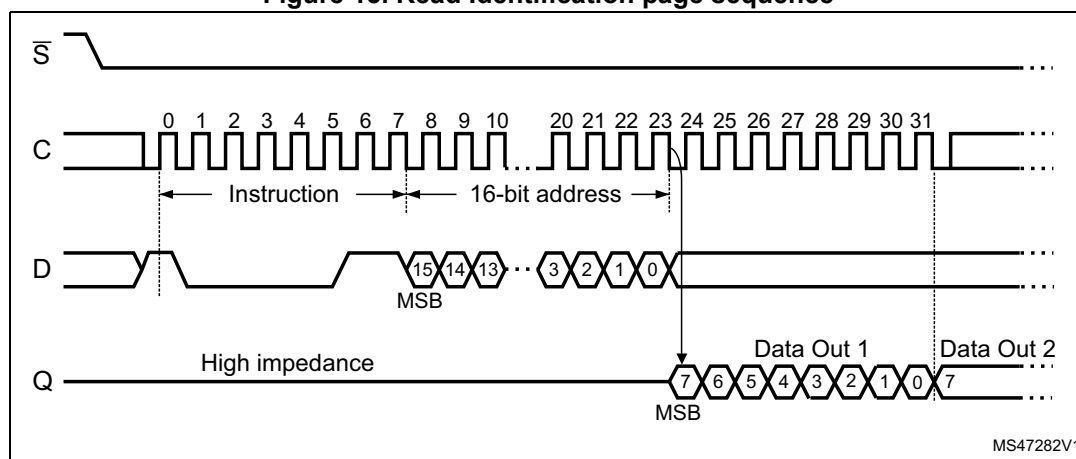 Figure 16. Read identification page sequence
S
0 1 2 3 4 5 6 7 8 9 10 20 21 22 23 24 25 26 27 28 29 30 31
C
Instruction 16-bit address
D 15 14 13 3 2 1 0
MSB
High impedance Data Out 1 Data Out 2
Q 7 6 5 4 3 2 1 0 7
MSB
MS47282V1